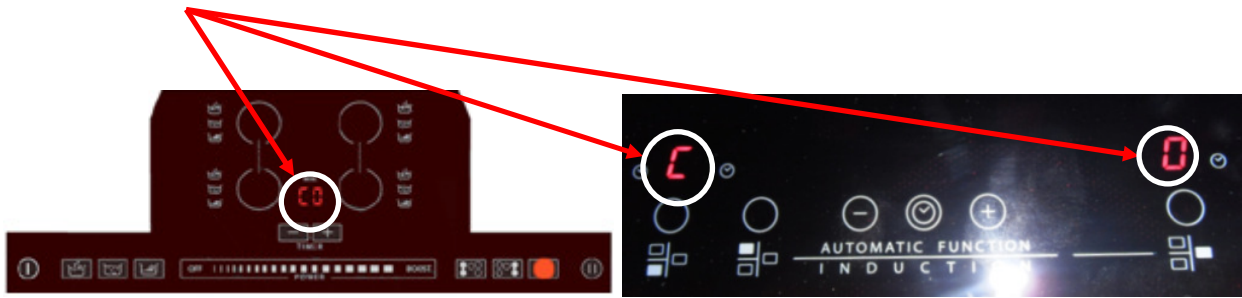 C0
TIMER
OFF
BOOST
POWER
C
0
AUTOMATIC FUNCTION
INDUCTION